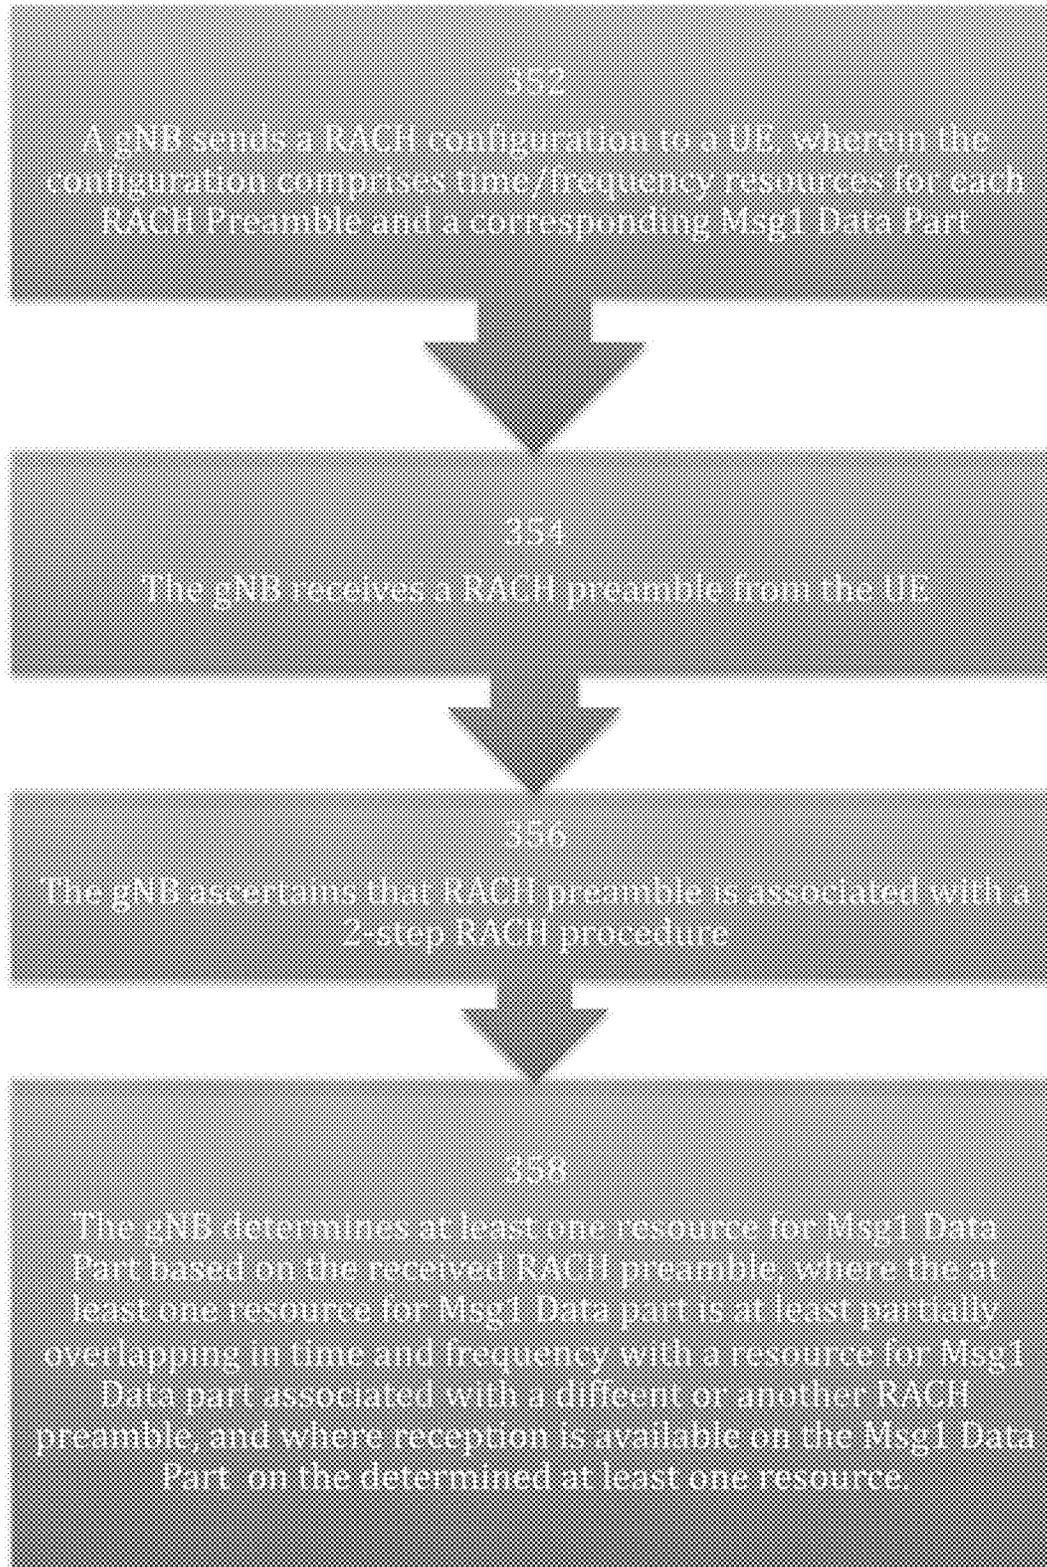 352
A gNB sends a RACH configuration to a UE, wherein the
configuration comprises time/frequency resources for each
RACH Preamble and a corresponding Msg1 Data Part
354
The gNB receives a RACH preamble from the UE
356
The gNB ascertains that RACH preamble is associated with a
2-step RACH procedure
358
The gNB determines at least one resource for Msg1 Data
Part based on the received RACH preamble, where the at
least one resource for Msg1 Data part is at least partially
overlapping in time and frequency with a resource for Msg1
Data part associated with a diffeent or another RACH
preamble, and where reception is available on the Msg1 Data
Part on the determined at least one resource.